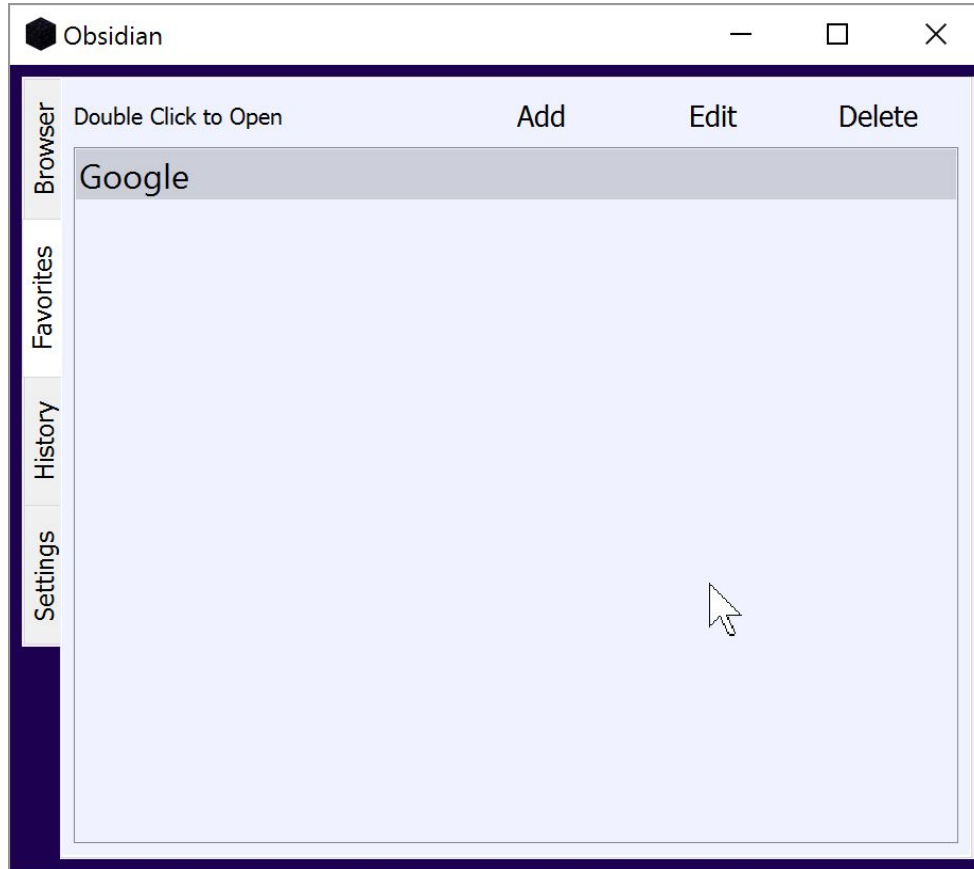 Obsidian
Double Click to Open Add Edit Delete
Google
Browser
Favorites
History
Settings